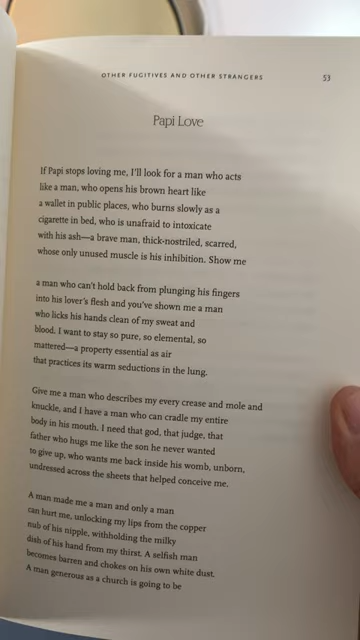 OTHER FUGITIVES AND OTHER STRANGERS
53
Papi Love
If Papi stops loving me, I'll look for a man who acts
like a man, who opens his brown heart like
a wallet in public places, who burns slowly as a
cigarette in bed, who is unafraid to intoxicate
with his ash—a brave man, thick-nostriled, scarred,
whose only unused muscle is his inhibition. Show me
a man who can't hold back from plunging his fingers
into his lover's flesh and you've shown me a man
who licks his hands clean of my sweat and
blood. I want to stay so pure, so elemental, so
mattered—a property essential as air
that practices its warm seductions in the lung.
Give me a man who describes my every crease and mole and
knuckle, and I have a man who can cradle my entire
body in his mouth. I need that god, that judge, that
father who hugs me like the son he never wanted
to give up, who wants me back inside his womb, unborn,
undressed across the sheets that helped conceive me.
A man made me a man and only a man
can hurt me, unlocking my lips from the copper
nub of his nipple, withholding the milky
dish of his hand from my thirst. A selfish man
becomes barren and chokes on his own white dust.
A man generous as a church is going to be